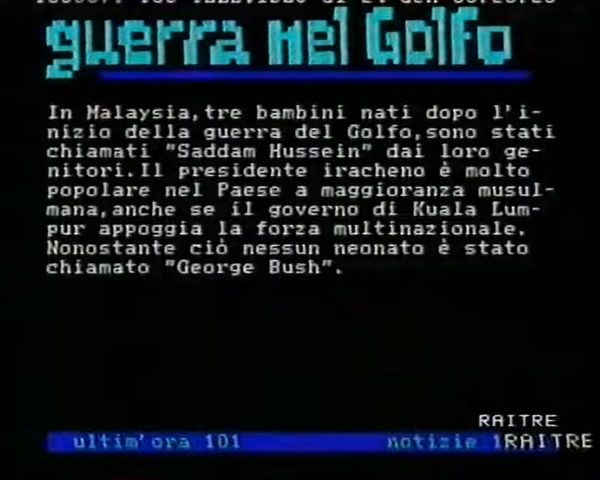 guerra nel Golfo
In Malaysia,tre bambini nati dopo l'i-
nizio della guerra del Golfo,sono stati
chiamati "Saddam Hussein" dai loro ge-
nitori.Il presidente iracheno è molto
popolare nel Paese a maggioranza musul-
mana,anche se il governo di Kuala Lum-
pur appoggia la forza multinazionale.
Nonostante ciò nessun neonato è stato
chiamato "George Bush".
RAITRE
ultim'ora 101 notizie 1RAITRE